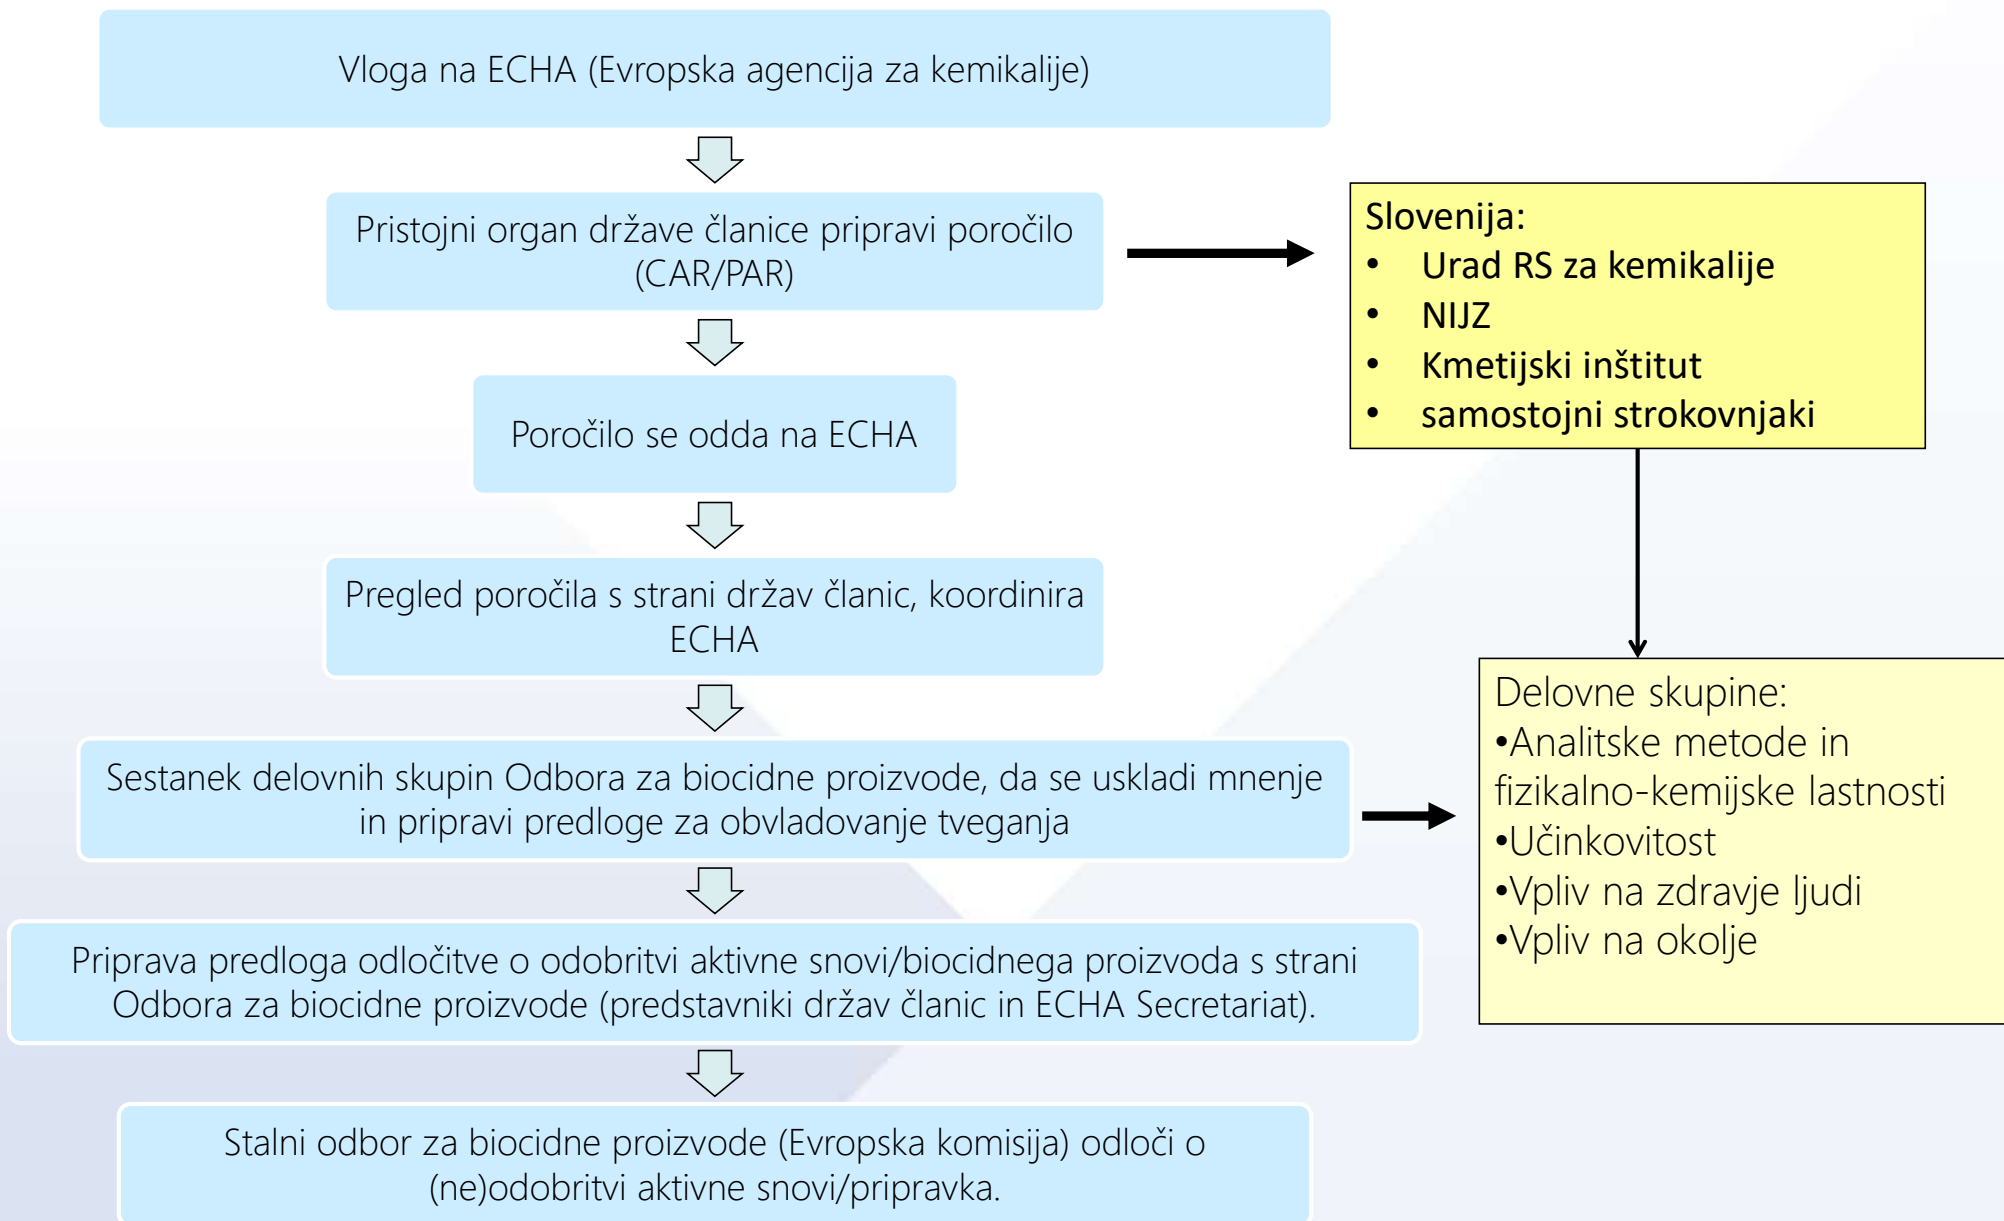 Vloga na ECHA (Evropska agencija za kemikalije)
Pristojni organ države članice pripravi poročilo
(CAR/PAR)
Slovenija:
• Urad RS za kemikalije
• NIJZ
• Kmetijski inštitut
• samostojni strokovnjaki
Poročilo se odda na ECHA
Pregled poročila s strani držav članic, koordinira
ECHA
Sestanek delovnih skupin Odbora za biocidne proizvode, da se uskladi mnenje
in pripravi predloge za obvladovanje tveganja
Delovne skupine:
•Analitske metode in
fizikalno-kemijske lastnosti
•Učinkovitost
•Vpliv na zdravje ljudi
•Vpliv na okolje
Priprava predloga odločitve o odobritvi aktivne snovi/biocidnega proizvoda s strani
Odbora za biocidne proizvode (predstavniki držav članic in ECHA Secretariat).
Stalni odbor za biocidne proizvode (Evropska komisija) odloči o
(ne)odobritvi aktivne snovi/pripravka.